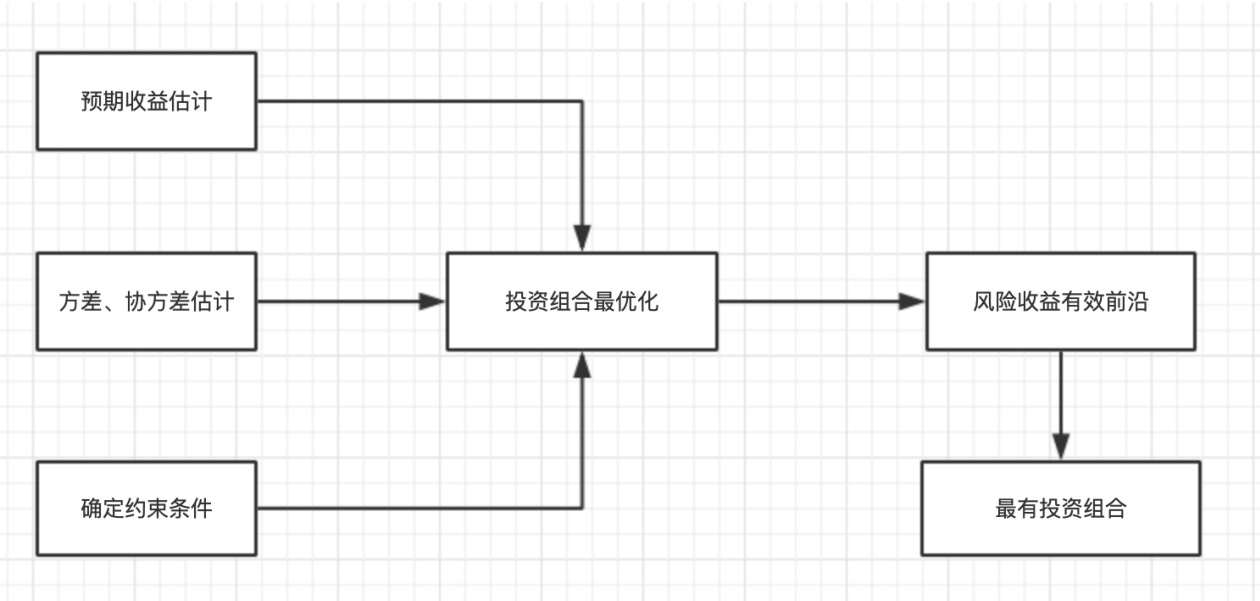 预期收益估计
方差、协方差估计
投资组合最优化
风险收益有效前沿
确定约束条件
最有投资组合